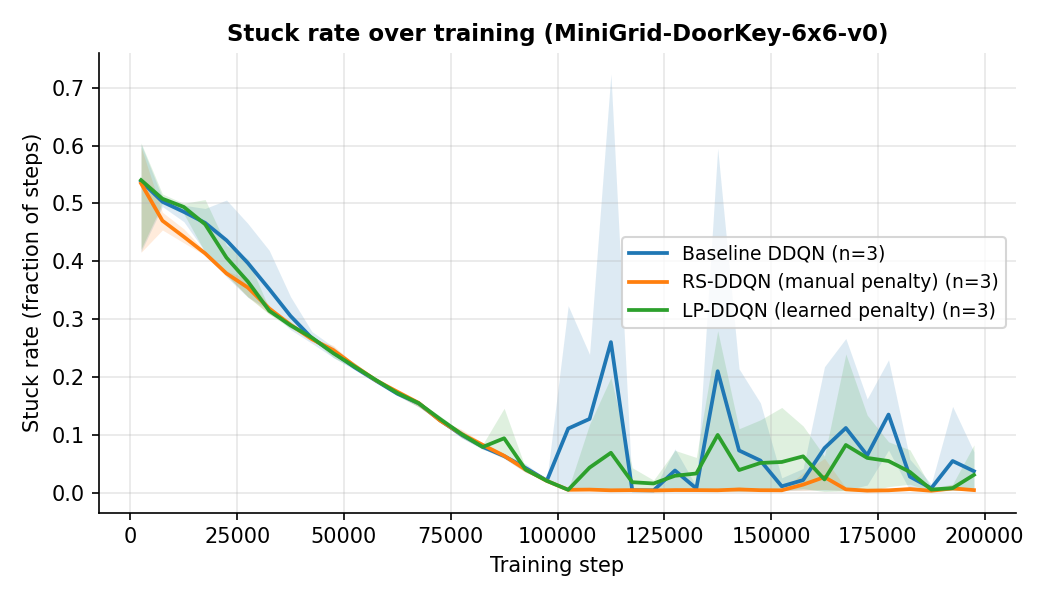 Stuck rate over training (MiniGrid-DoorKey-6x6-v0)
Stuck rate (fraction of steps)
0.7
0.6
0.5
0.4
0.3
0.2
0.1
0.0
Baseline DDQN (n=3)
RS-DDQN (manual penalty) (n=3)
LP-DDQN (learned penalty) (n=3)
0 25000 50000 75000 100000 125000 150000 175000 200000
Training step